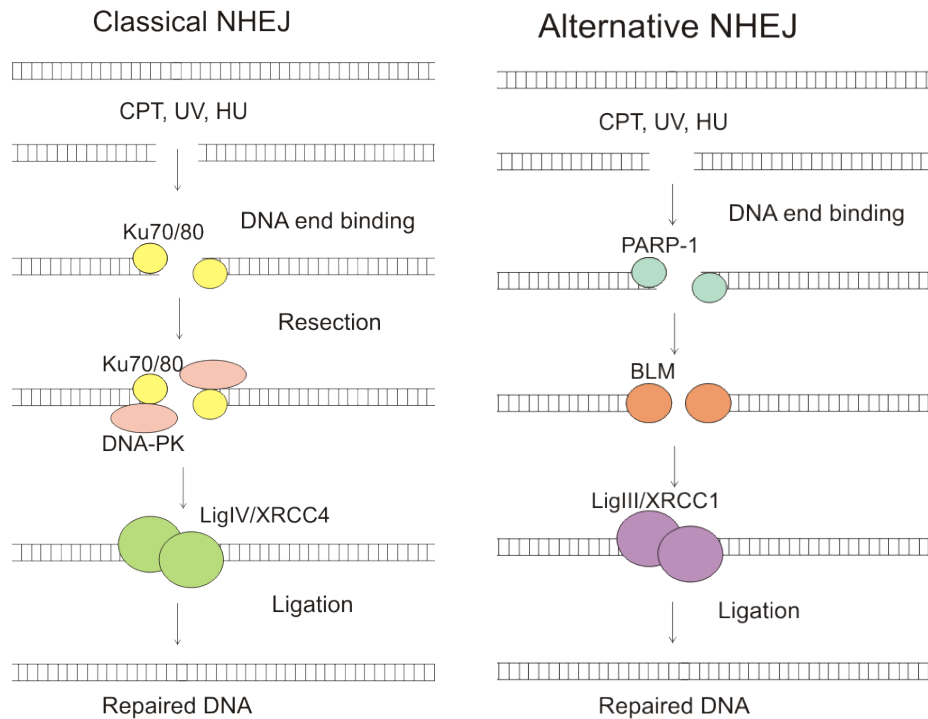 Classical NHEJ
CPT, UV, HU
DNA end binding
Ku70/80
Resection
Ku70/80
DNA-PK
LigIV/XRCC4
Ligation
Repaired DNA
Alternative NHEJ
CPT, UV, HU
DNA end binding
PARP-1
BLM
LigIII/XRCC1
Ligation
Repaired DNA